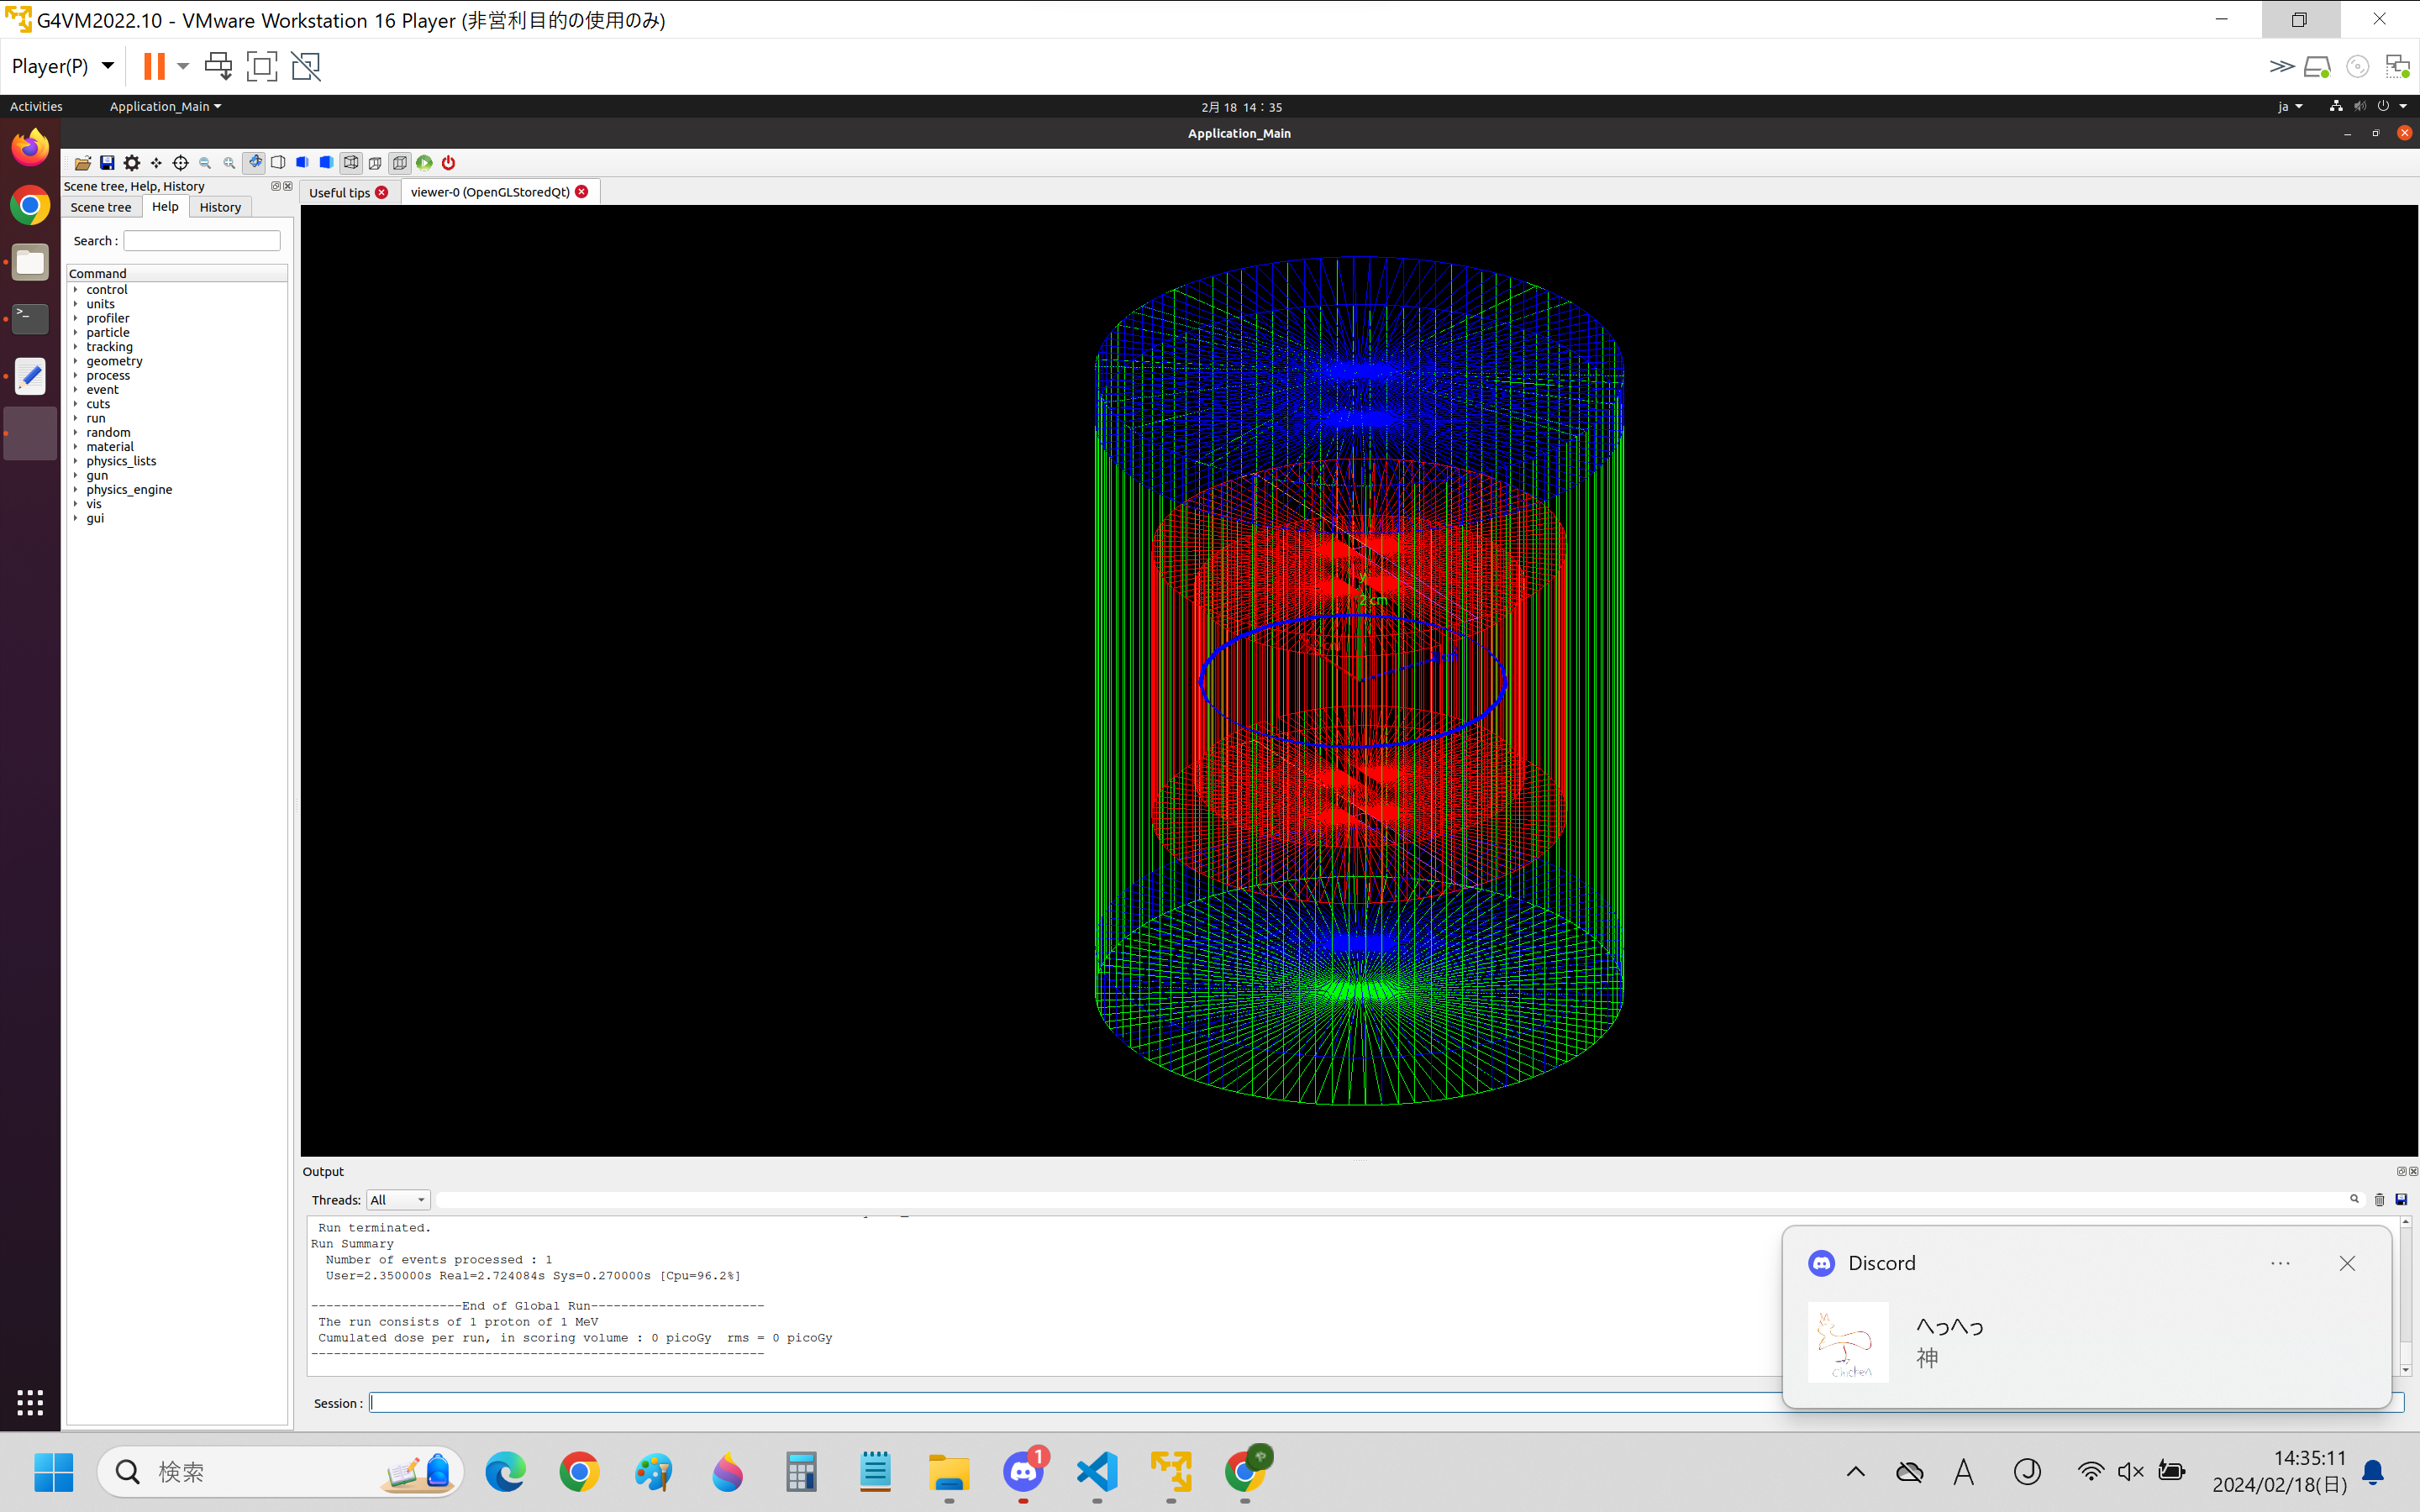 G4VM2022.10 - VMware Workstation 16 Player (非営利目的の使用のみ)
Player(P)
Activities
Application_Main
2月 18 14：35
ja
Application_Main
Scene tree, Help, History
Scene tree
Help
History
Useful tips
viewer-0 (OpenGLStoredQt)
Search :
Command
control
units
profiler
particle
tracking
geometry
process
event
cuts
run
random
material
physics_lists
gun
physics_engine
vis
gui
y
2 cm
Output
Threads:
All
Run terminated.
Run Summary
Number of events processed : 1
User=2.350000s Real=2.724084s Sys=0.270000s [Cpu=96.2%]
--------------------End of Global Run-----------------------
The run consists of 1 proton of 1 MeV
Cumulated dose per run, in scoring volume : 0 picoGy  rms = 0 picoGy
------------------------------------------------------------
Session :
Discord
へっへっ
神
Chicken
検索
1
A
J
14:35:11
2024/02/18(日)